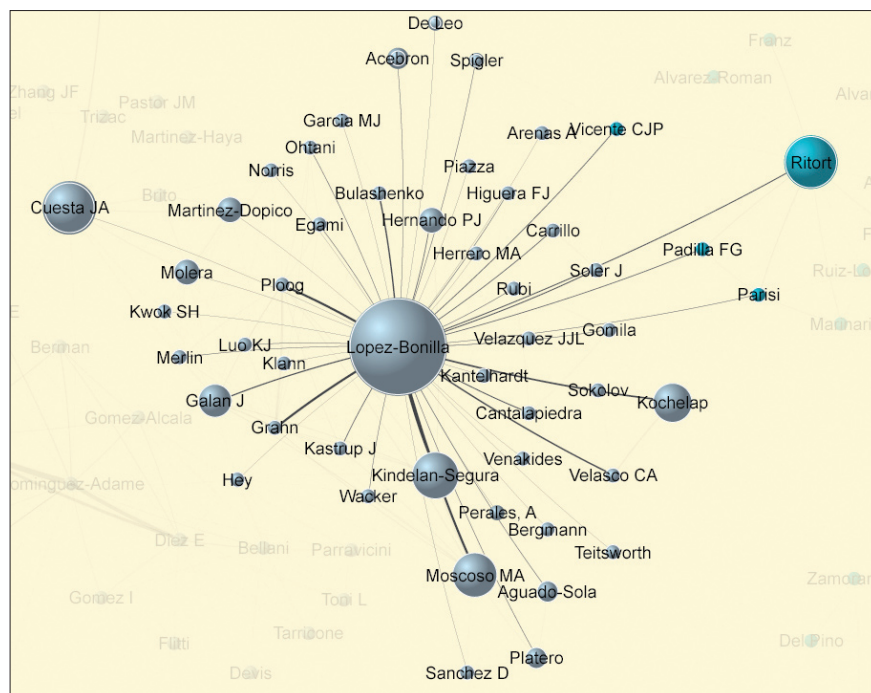 De Leo
Acebron
Spigler
Franz
Zhang JF
el
Pastor JM
Trizac
Alvarez-Roman
Garcia MJ
Arenas A
Vicente CJP
Martinez-Haya
Ohtani
Norris
Piazza
Ritort
Bulashenko
Higuera FJ
Cuesta JA
Martinez-Dopico
Hernando PJ
Egami
Carrillo
Herrero MA
Padilla FG
Molera
Ploog
Soler J
Rubi
Parisi
Kwok SH
Gomila
Velazquez JJL
Luo KJ
Lopez-Bonilla
Berman
Merlin
Klann
Kantelhardt
Sokolov
Galan J
Kochelap
Cantalapiedra
Gomez-Alcala
Grahn
Kastrup J
Venakides
Kindelan-Segura
Velasco CA
Hey
Wacker
Perales, A
Bergmann
Diez E
Bellani
Parravicini
Teitsworth
Moscoso MA
Aguado-Sola
Gomez I
Toni L
Tarrizone
Del Pino
Platero
Sanchez D